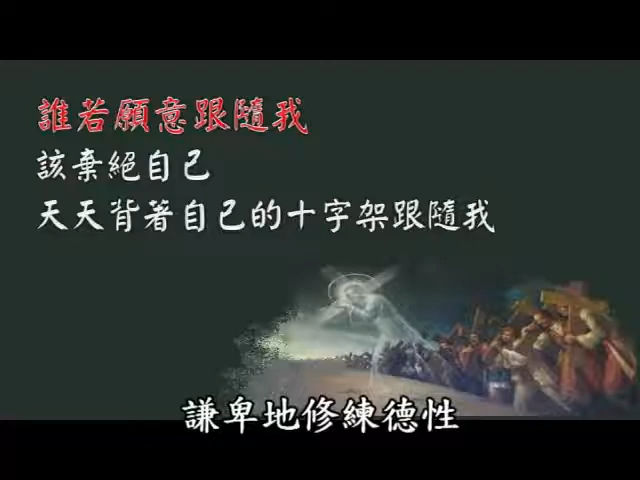 誰若願意跟隨我
該棄絕自己
天天背著自己的十字架跟隨我
謙卑地修練德性